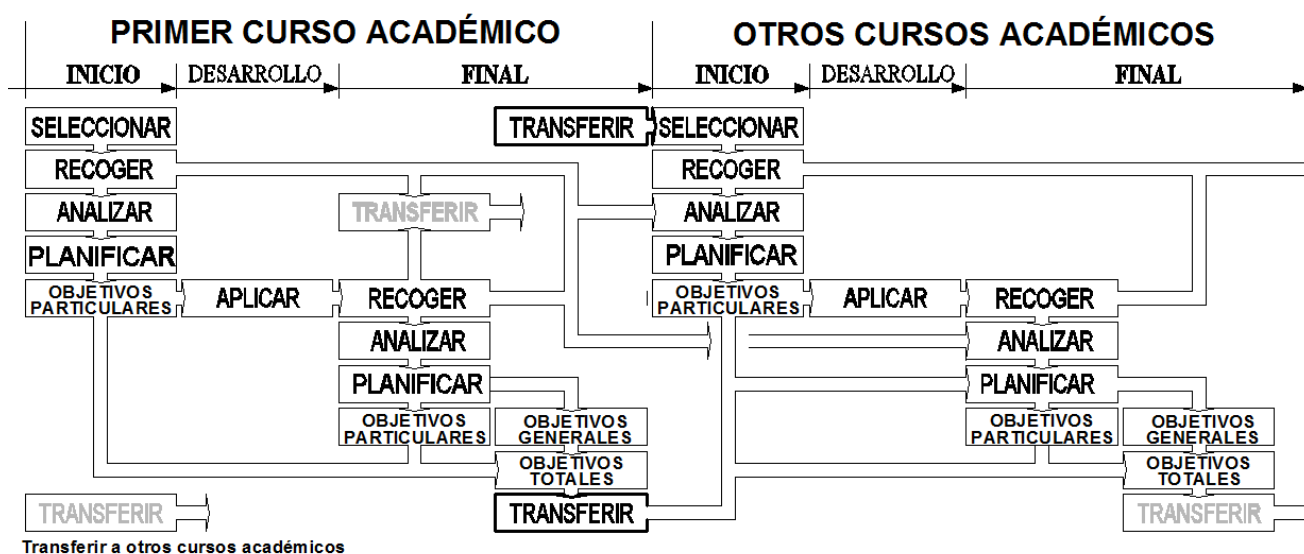 PRIMER CURSO ACADÉMICO
OTROS CURSOS ACADÉMICOS
INICIO
DESARROLLO
FINAL
INICIO
DESARROLLO
FINAL
SELECCIONAR
TRANSFERIR
SELECCIONAR
RECOGER
RECOGER
ANALIZAR
TRANSFERIR
ANALIZAR
PLANIFICAR
PLANIFICAR
OBJETIVOS
PARTICULARES
APLICAR
RECOGER
OBJETIVOS
PARTICULARES
APLICAR
RECOGER
ANALIZAR
ANALIZAR
PLANIFICAR
PLANIFICAR
OBJETIVOS
PARTICULARES
OBJETIVOS
GENERALES
OBJETIVOS
PARTICULARES
OBJETIVOS
GENERALES
OBJETIVOS
TOTALES
OBJETIVOS
TOTALES
TRANSFERIR
TRANSFERIR
TRANSFERIR
Transferir a otros cursos académicos